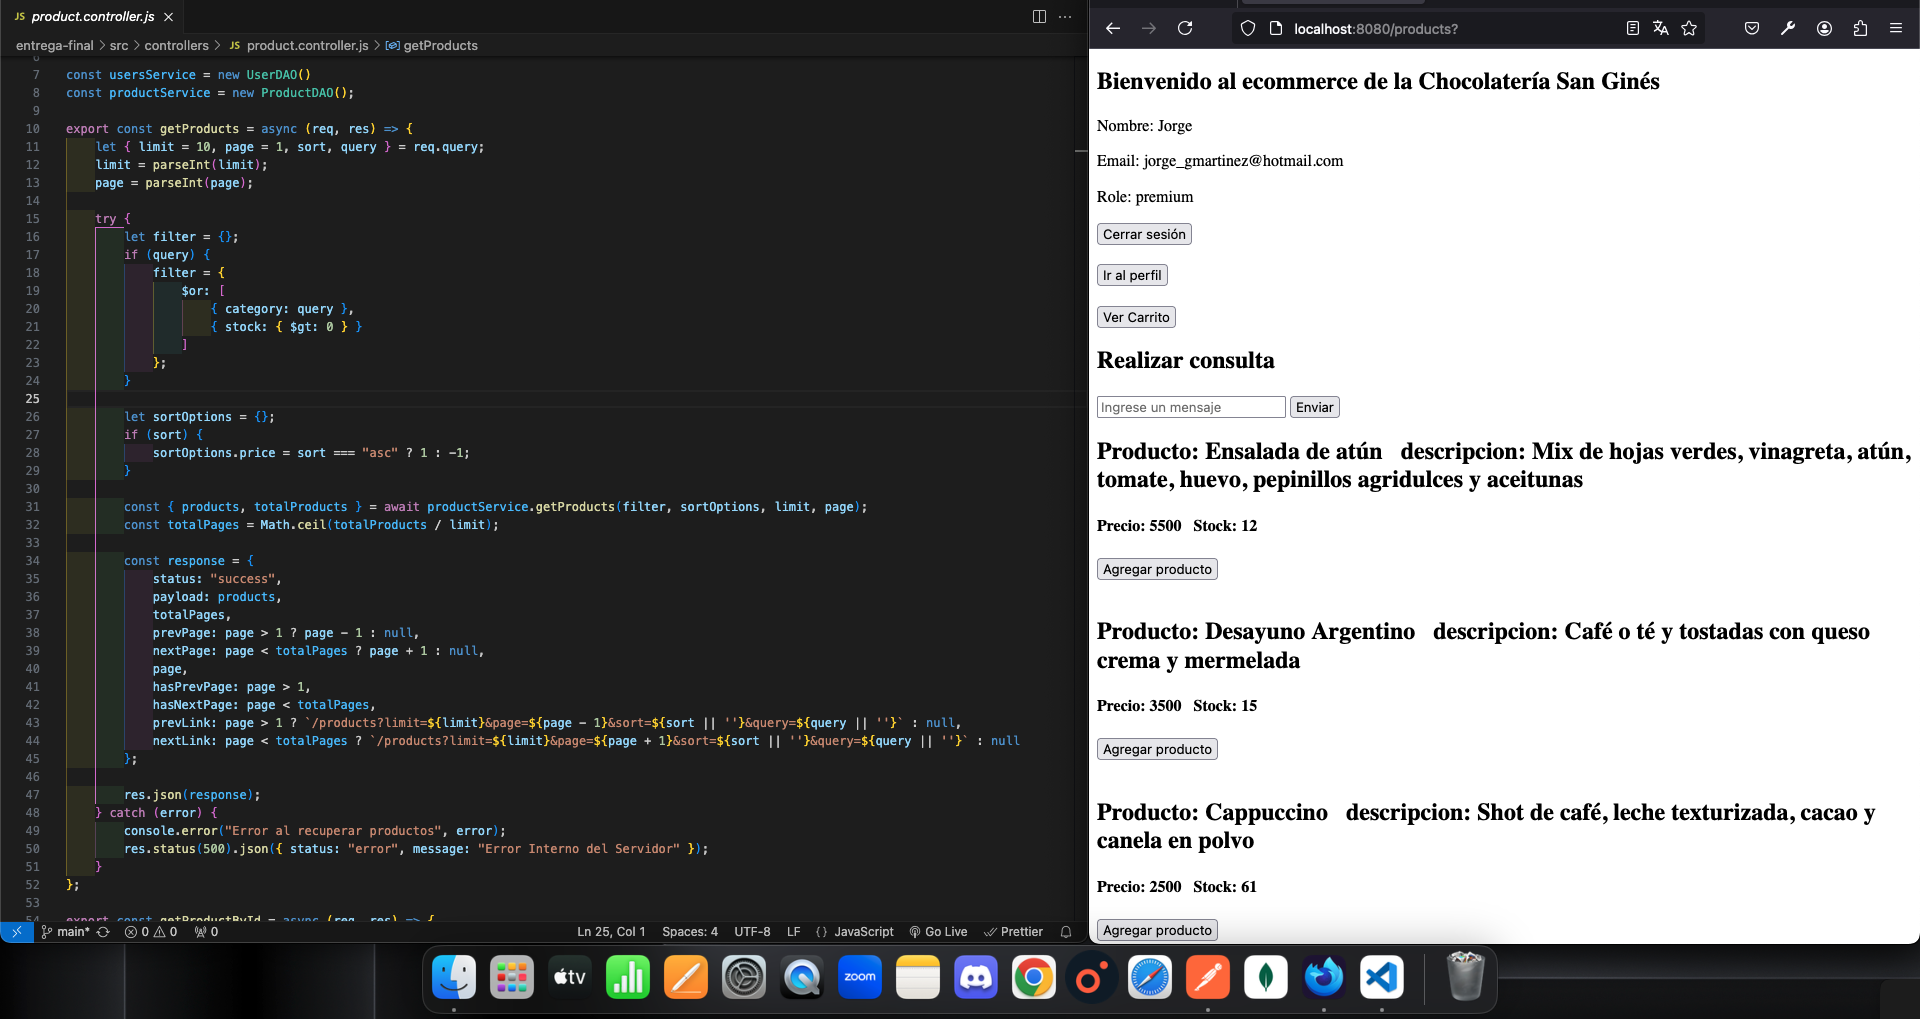 JS product.controller.js ×
entrega-final > src > controllers > JS product.controller.js > getProducts
6
7 const usersService = new UserDAO()
8 const productService = new ProductDAO();
9
10 export const getProducts = async (req, res) => {
11 let { limit = 10, page = 1, sort, query } = req.query;
12 limit = parseInt(limit);
13 page = parseInt(page);
14
15 try {
16 let filter = {};
17 if (query) {
18 filter = {
19 $or: [
20 { category: query },
21 { stock: { $gt: 0 } }
22 ]
23 };
24 }
25
26 let sortOptions = {};
27 if (sort) {
28 sortOptions.price = sort === "asc" ? 1 : -1;
29 }
30
31 const { products, totalProducts } = await productService.getProducts(filter, sortOptions, limit, page);
32 const totalPages = Math.ceil(totalProducts / limit);
33
34 const response = {
35 status: "success",
36 payload: products,
37 totalPages,
38 prevPage: page > 1 ? page - 1 : null,
39 nextPage: page < totalPages ? page + 1 : null,
40 page,
41 hasPrevPage: page > 1,
42 hasNextPage: page < totalPages,
43 prevLink: page > 1 ? `/products?limit=${limit}&page=${page - 1}&sort=${sort || ''}&query=${query || ''}` : null,
44 nextLink: page < totalPages ? `/products?limit=${limit}&page=${page + 1}&sort=${sort || ''}&query=${query || ''}` : null
45 };
46
47 res.json(response);
48 } catch (error) {
49 console.error("Error al recuperar productos", error);
50 res.status(500).json({ status: "error", message: "Error Interno del Servidor" });
51 }
52 };
53
54 export const getProductById = async (req, res) => {
main* 0 0 0 Ln 25, Col 1 Spaces: 4 UTF-8 LF {} JavaScript Go Live Prettier
localhost:8080/products?
Bienvenido al ecommerce de la Chocolatería San Ginés
Nombre: Jorge
Email: jorge_gmartinez@hotmail.com
Role: premium
Cerrar sesión
Ir al perfil
Ver Carrito
Realizar consulta
Ingrese un mensaje Enviar
Producto: Ensalada de atún descripcion: Mix de hojas verdes, vinagreta, atún,
tomate, huevo, pepinillos agridulces y aceitunas
Precio: 5500 Stock: 12
Agregar producto
Producto: Desayuno Argentino descripcion: Café o té y tostadas con queso
crema y mermelada
Precio: 3500 Stock: 15
Agregar producto
Producto: Cappuccino descripcion: Shot de café, leche texturizada, cacao y
canela en polvo
Precio: 2500 Stock: 61
Agregar producto
tv
zoom